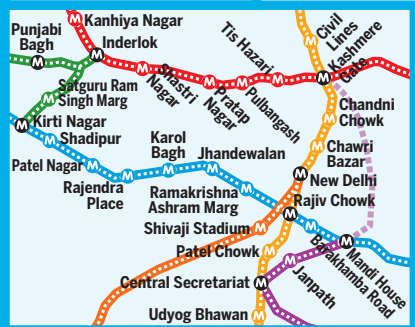 Kanhiya Nagar
Punjabi
Bagh
Inderlok
Civil
Lines
Tis Hazari
Kashmere
Gate
Shastri
Nagar
Pratap
Nagar
Pulbangash
Satguru Ram
Singh Marg
Chandni
Chowk
Kirti Nagar
Shadipur
Karol
Bagh
Jhandewalan
Chawri
Bazar
Patel Nagar
Rajendra
Place
New Delhi
Ramakrishna
Ashram Marg
Rajiv Chowk
Shivaji Stadium
Patel Chowk
Barakhamba Road
Mandi House
Janpath
Central Secretariat
Udyog Bhawan